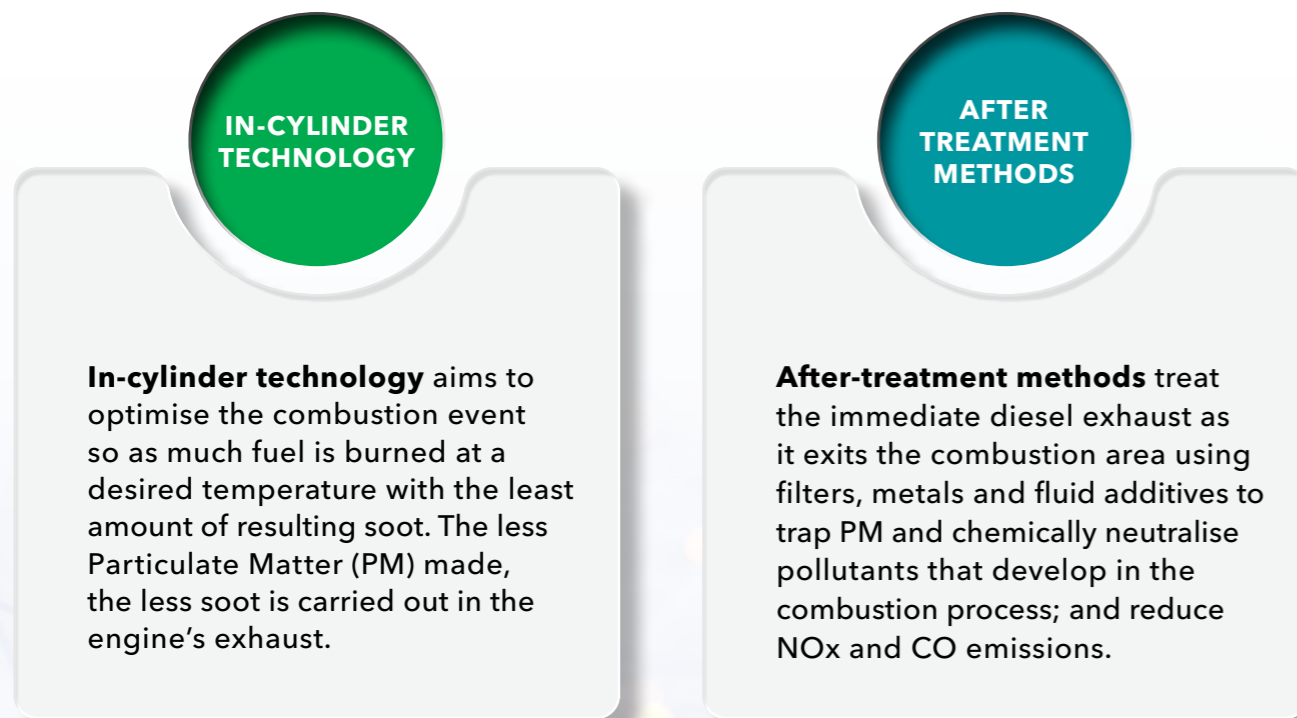 IN-CYLINDER
TECHNOLOGY
In-cylinder technology aims to
optimise the combustion event
so as much fuel is burned at a
desired temperature with the least
amount of resulting soot. The less
Particulate Matter (PM) made,
the less soot is carried out in the
engine’s exhaust.
AFTER
TREATMENT
METHODS
After-treatment methods treat
the immediate diesel exhaust as
it exits the combustion area using
filters, metals and fluid additives to
trap PM and chemically neutralise
pollutants that develop in the
combustion process; and reduce
NOx and CO emissions.